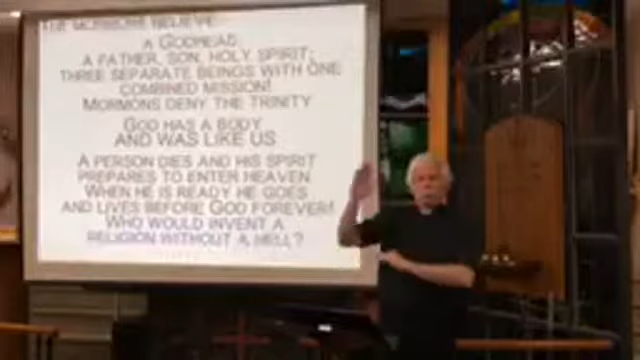 THE MORMONS BELIEVE:
A GODHEAD:
A FATHER, SON, HOLY SPIRIT;
THREE SEPARATE BEINGS WITH ONE
COMBINED MISSION!
MORMONS DENY THE TRINITY
GOD HAS A BODY
AND WAS LIKE US
A PERSON DIES AND HIS SPIRIT
PREPARES TO ENTER HEAVEN
WHEN HE IS READY HE GOES
AND LIVES BEFORE GOD FOREVER!
WHO WOULD INVENT A
RELIGION WITHOUT A HELL?